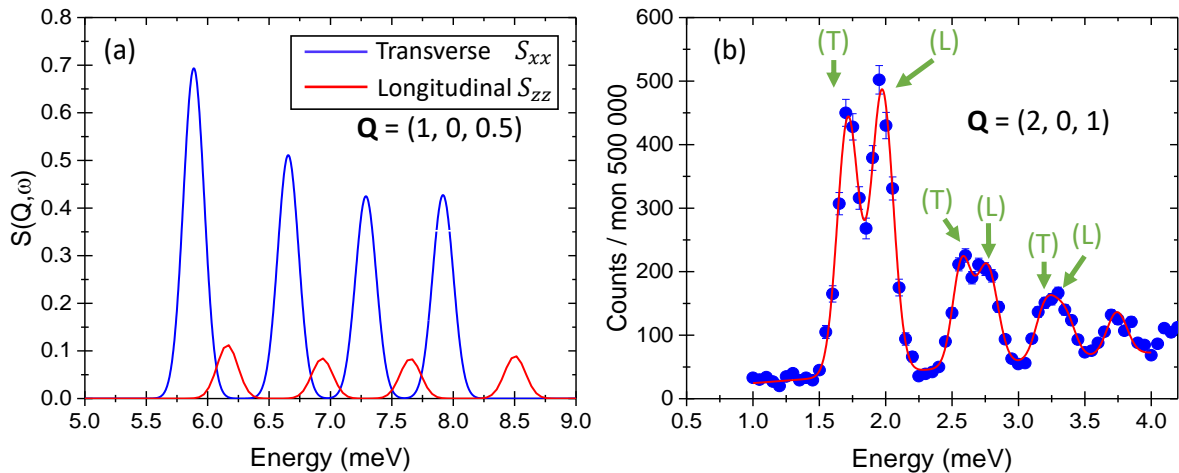 (a)
Transverse S_xx
Longitudinal S_zz
Q = (1, 0, 0.5)
S(Q,ω)
0.8
0.7
0.6
0.5
0.4
0.3
0.2
0.1
0.0
5.0 5.5 6.0 6.5 7.0 7.5 8.0 8.5 9.0
Energy (meV)
(b)
(T)
(L)
Q = (2, 0, 1)
(T)
(L)
(T)
(L)
Counts / mon 500 000
600
500
400
300
200
100
0
0.5 1.0 1.5 2.0 2.5 3.0 3.5 4.0
Energy (meV)